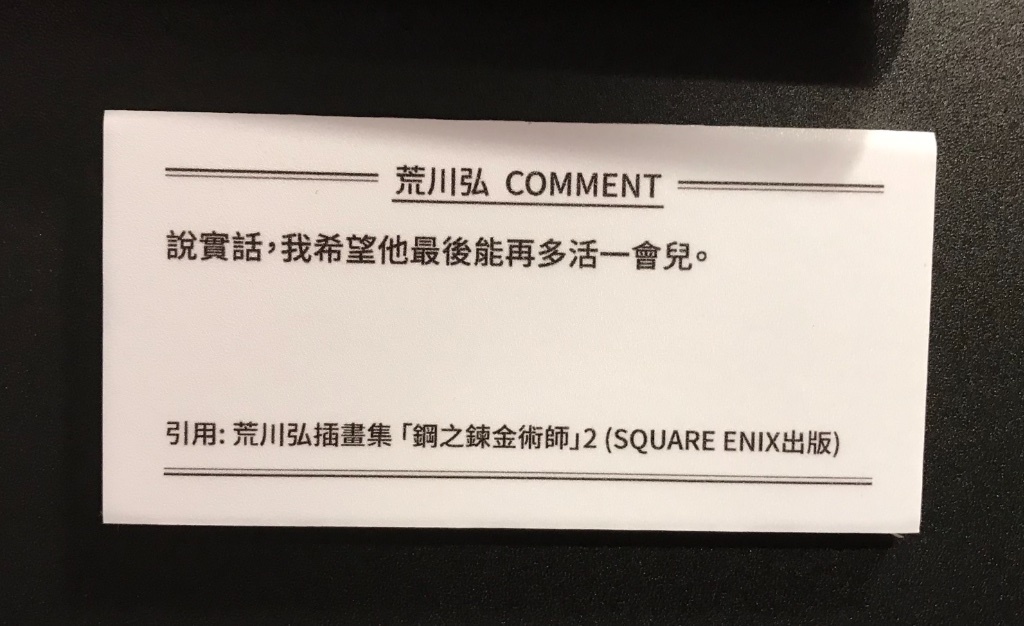 荒川弘 COMMENT
說實話，我希望他最後能再多活一會兒。
引用: 荒川弘插畫集「鋼之鍊金術師」2 (SQUARE ENIX出版)